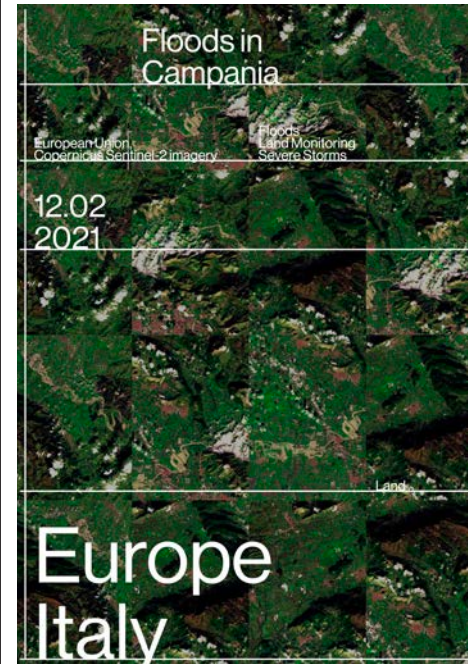 Floods in
Campania
European Union,
Copernicus Sentinel-2 imagery
Floods
Land Monitoring
Severe Storms
12.02
2021
Land
Europe
Italy